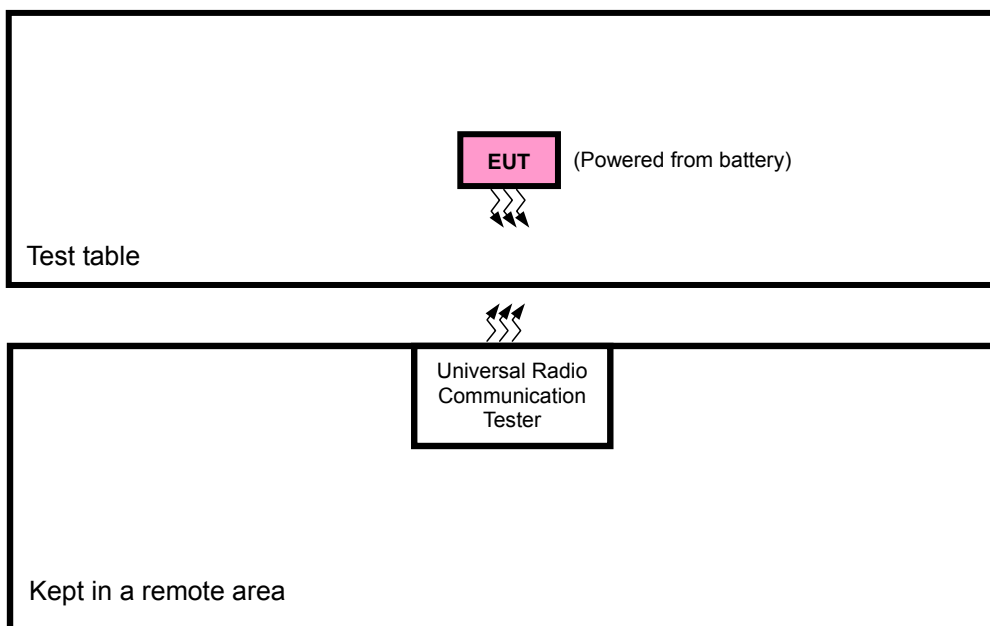 EUT
(Powered from battery)
Test table
Universal Radio
Communication
Tester
Kept in a remote area